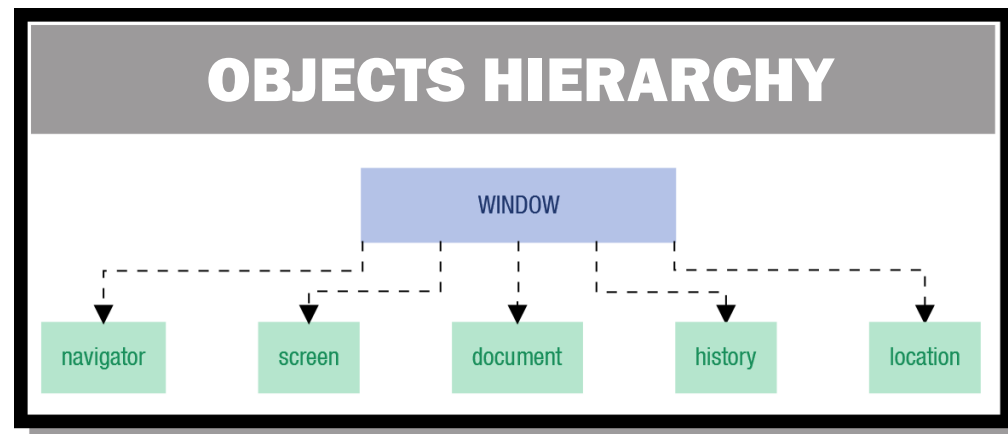 OBJECTS HIERARCHY
WINDOW
navigator
screen
document
history
location